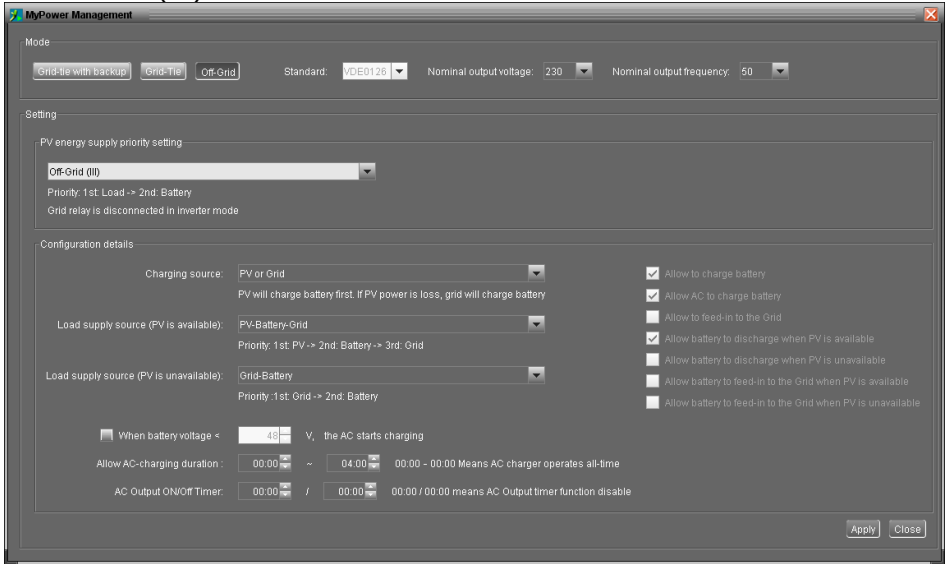 MyPower Management
Mode
Grid-tie with backup Grid-Tie Off-Grid Standard: VDE0126 Nominal output voltage: 230 Nominal output frequency: 50
Setting
PV energy supply priority setting
Off-Grid (III)
Priority: 1st: Load -> 2nd: Battery
Grid relay is disconnected in inverter mode
Configuration details
Charging source: PV or Grid
PV will charge battery first. If PV power is loss, grid will charge battery
Load supply source (PV is available): PV-Battery-Grid
Priority: 1st: PV -> 2nd: Battery -> 3rd: Grid
Load supply source (PV is unavailable): Grid-Battery
Priority :1st: Grid -> 2nd: Battery
Allow to charge battery
Allow AC to charge battery
Allow to feed-in to the Grid
Allow battery to discharge when PV is available
Allow battery to discharge when PV is unavailable
Allow battery to feed-in to the Grid when PV is available
Allow battery to feed-in to the Grid when PV is unavailable
When battery voltage < 48 V, the AC starts charging
Allow AC-charging duration : 00:00 ~ 04:00 00:00 - 00:00 Means AC charger operates all-time
AC Output ON/Off Timer: 00:00 / 00:00 00:00 / 00:00 means AC Output timer function disable
Apply Close